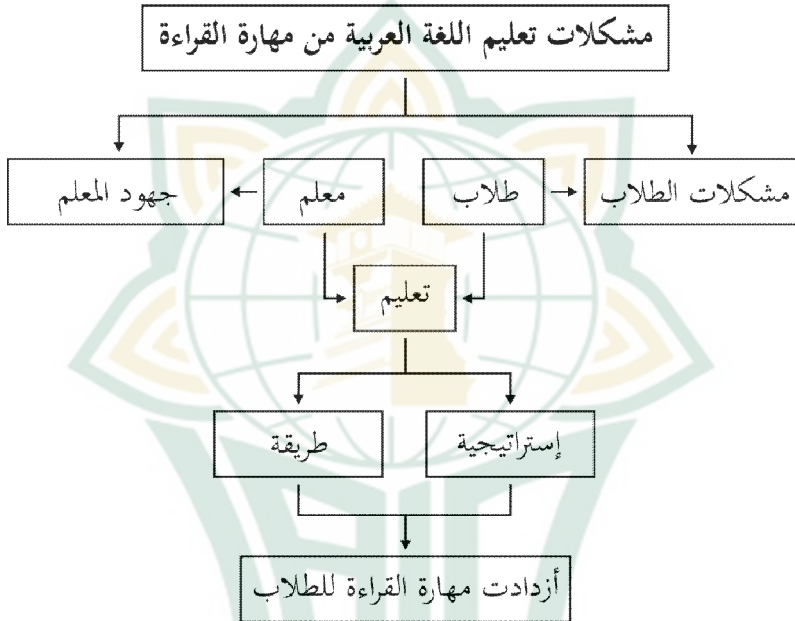 مشكلات تعليم اللغة العربية من مهارة القراءة
مشكلات الطلاب
طلاب
معلم
جهود المعلم
تعليم
إستراتيجية
طريقة
أزدادت مهارة القراءة للطلاب